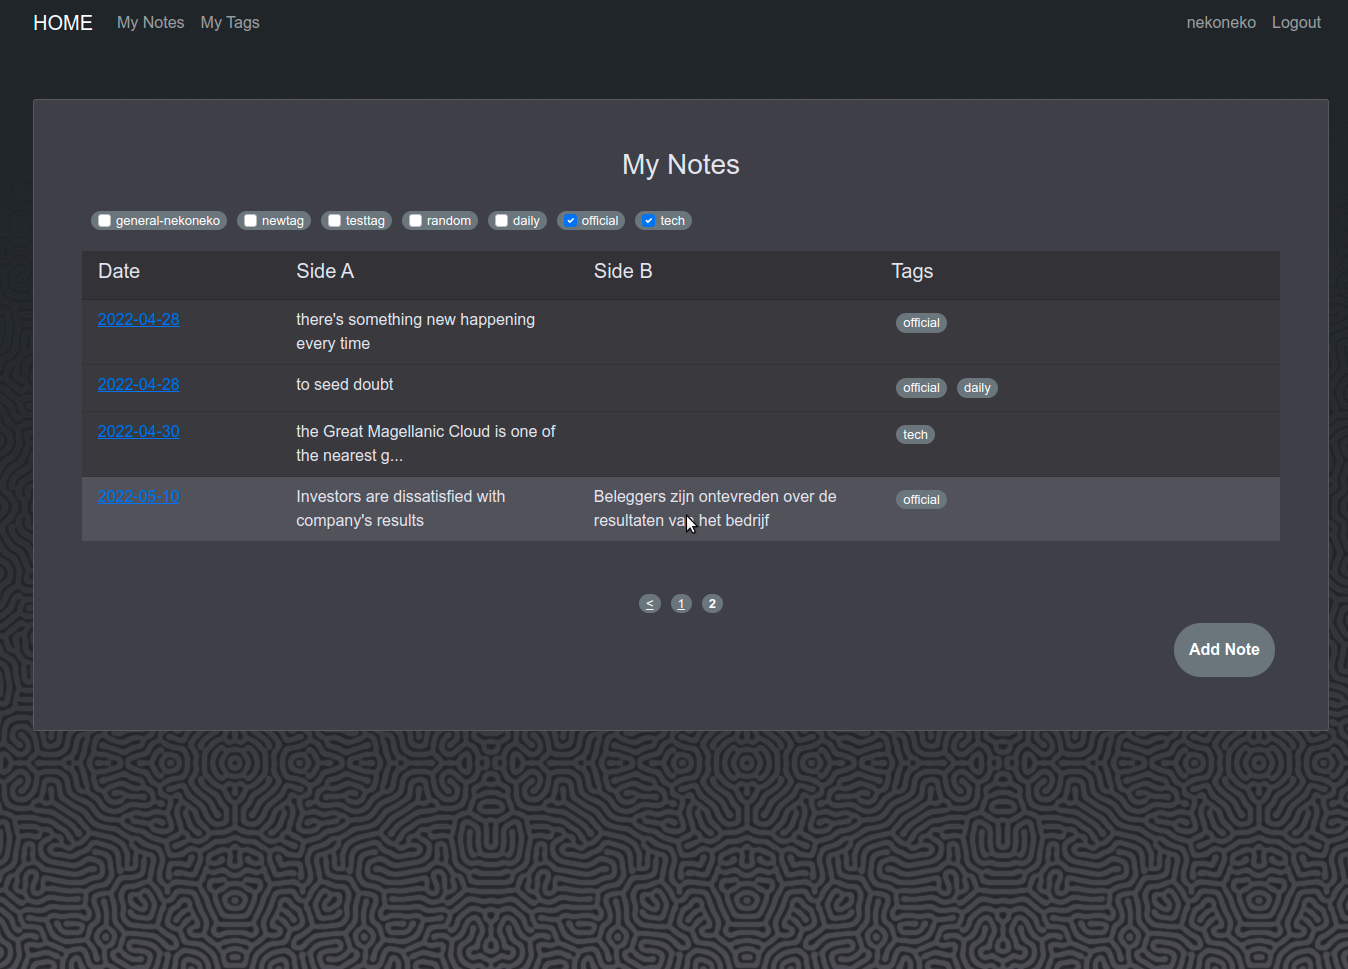 HOME My Notes My Tags nekoneko Logout
My Notes
general-nekoneko newtag testtag random daily official tech
Date Side A Side B Tags
2022-04-28 there's something new happening official
every time
2022-04-28 to seed doubt official daily
2022-04-30 the Great Magellanic Cloud is one of tech
the nearest g...
2022-05-10 Investors are dissatisfied with Beleggers zijn ontevreden over de official
company's results resultaten van het bedrijf
< 1 2
Add Note